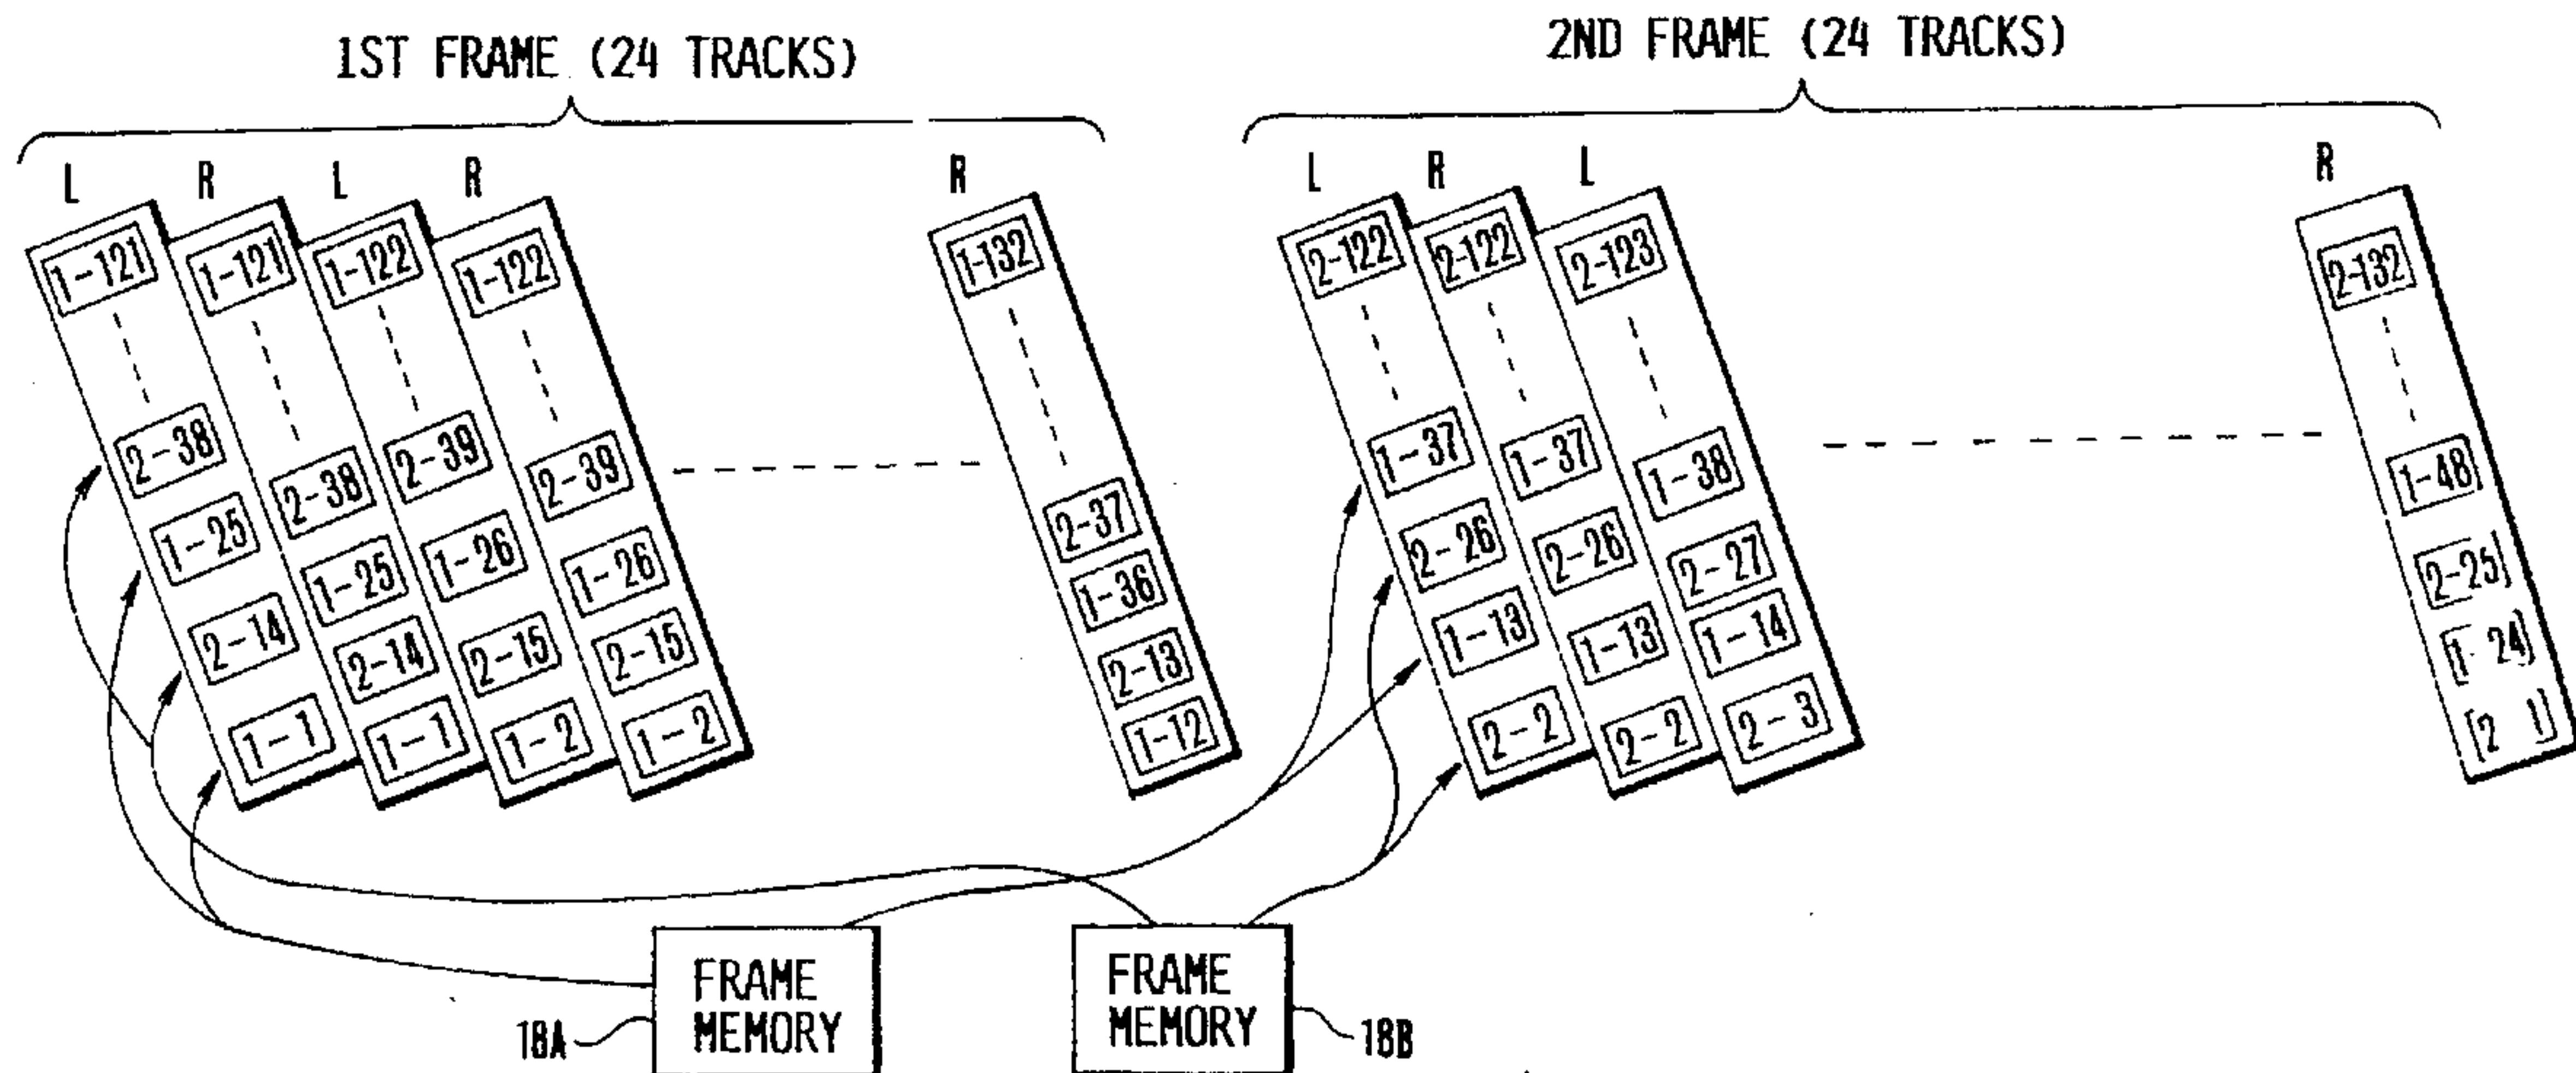 1ST FRAME (24 TRACKS)
2ND FRAME (24 TRACKS)
L R L R R
L R L R
1-121 1-121 1-122 1-122 1-132
2-122 2-122 2-123 2-132
2-38 2-38 2-39 2-39 2-37
1-37 1-37 1-38 1-48
1-25 1-25 1-26 1-26 1-36
2-26 2-26 2-27 2-25
2-14 2-14 2-15 2-15 2-13
1-13 1-13 1-14 1-24
1-1 1-1 1-2 1-2 1-12
2-2 2-2 2-3 2 1
FRAME
MEMORY
18A
FRAME
MEMORY
18B